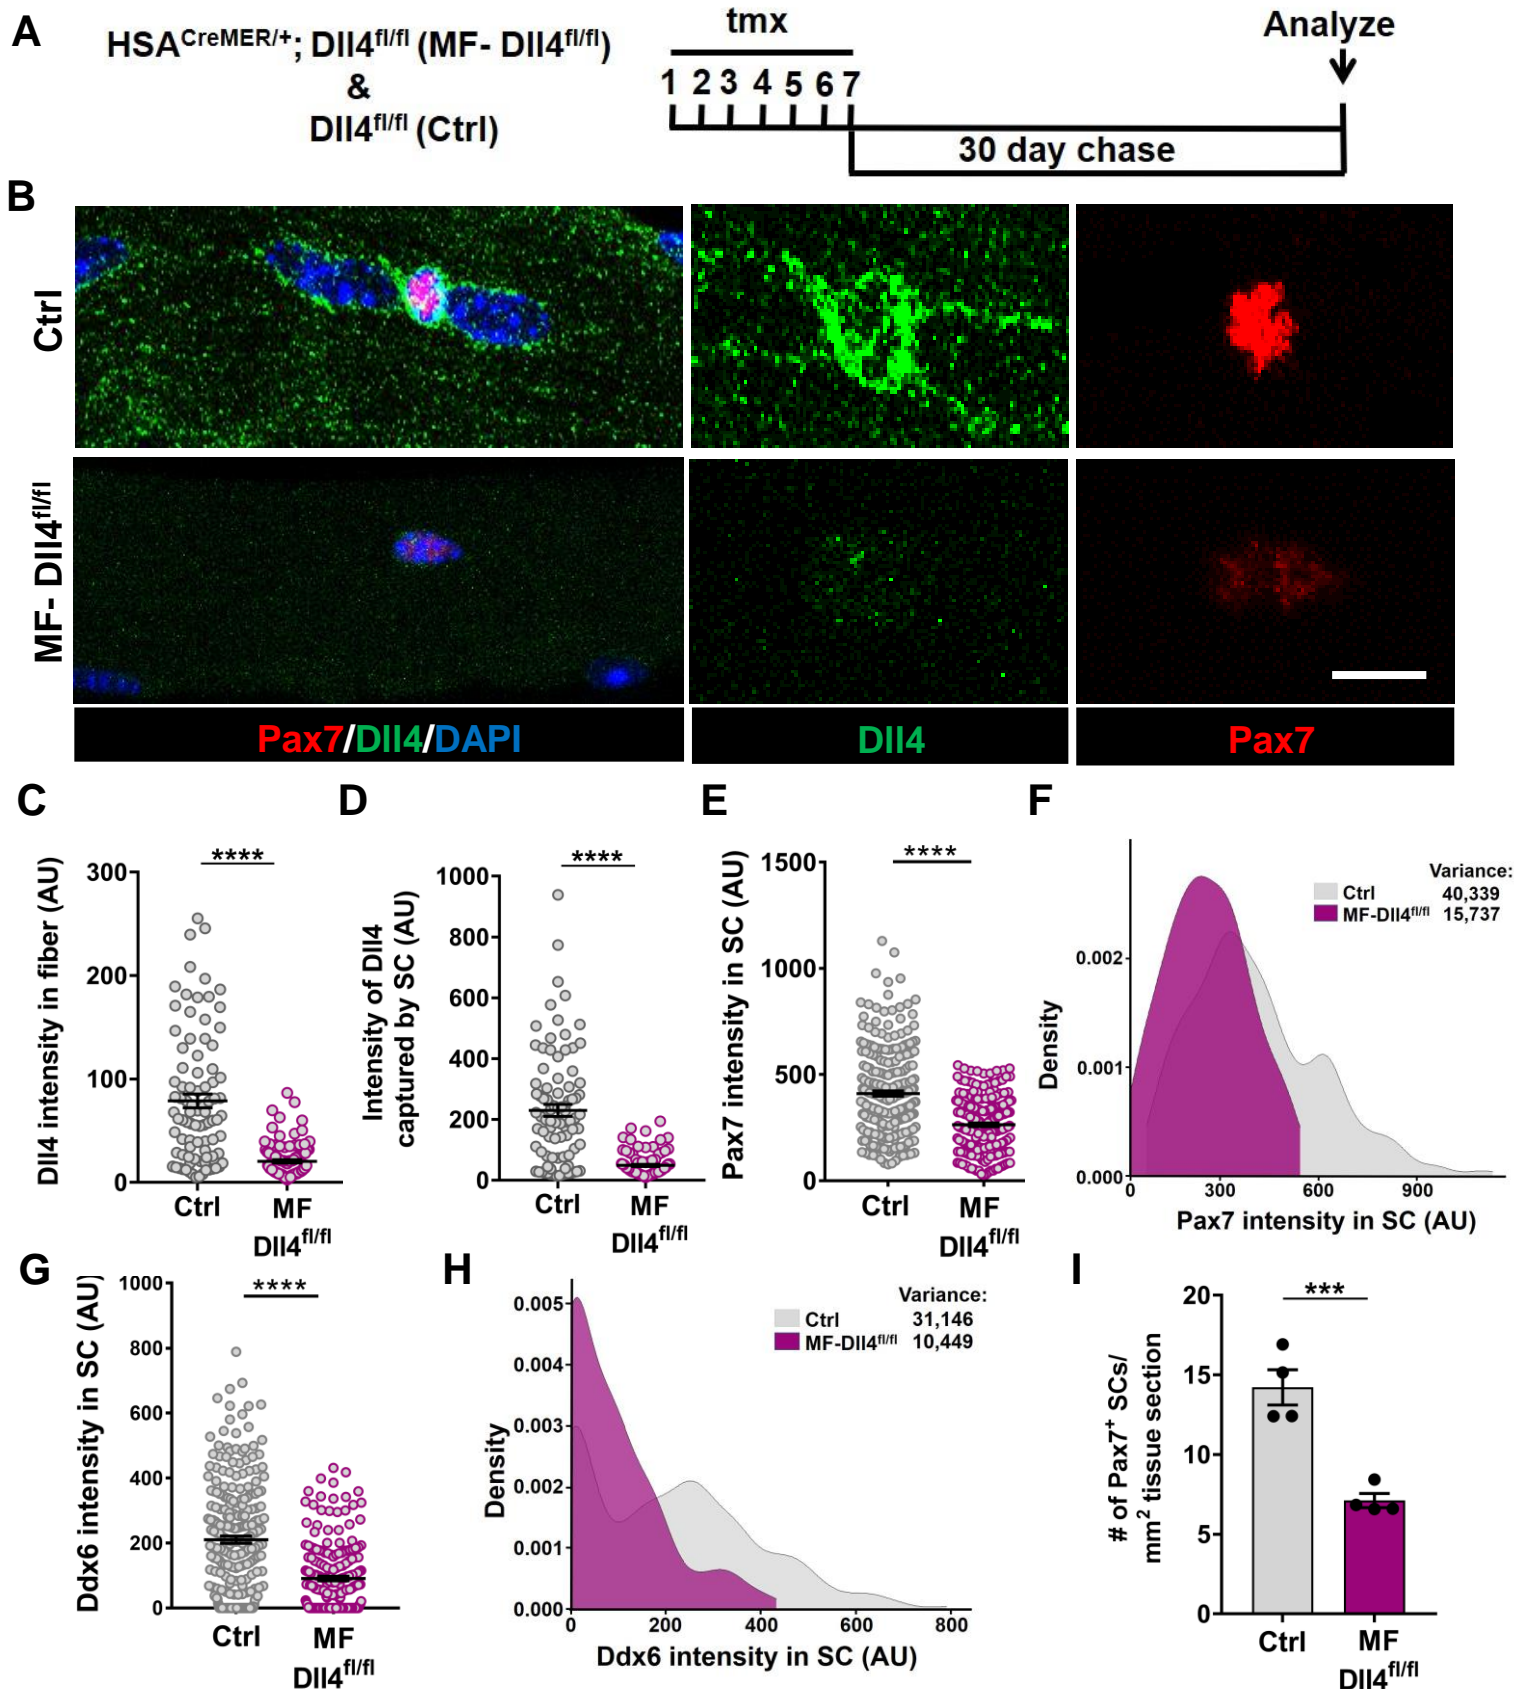 A
HSA^CreMER/+; Dll4^fl/fl (MF- Dll4^fl/fl)
&
Dll4^fl/fl (Ctrl)
tmx
1 2 3 4 5 6 7
30 day chase
Analyze
B
Ctrl
MF- Dll4^fl/fl
Pax7/Dll4/DAPI
Dll4
Pax7
C
Dll4 intensity in fiber (AU)
300
200
100
0
****
Ctrl
MF
Dll4^fl/fl
D
Intensity of Dll4
captured by SC (AU)
1000
800
600
400
200
0
****
Ctrl
MF
Dll4^fl/fl
E
Pax7 intensity in SC (AU)
1500
1000
500
0
****
Ctrl
MF
Dll4^fl/fl
F
Density
0.002
0.001
0.000
0 300 600 900
Pax7 intensity in SC (AU)
Variance:
Ctrl 40,339
MF-Dll4^fl/fl 15,737
G
Ddx6 intensity in SC (AU)
1000
800
600
400
200
0
****
Ctrl
MF
Dll4^fl/fl
H
Density
0.005
0.004
0.003
0.002
0.001
0.000
0 200 400 600 800
Ddx6 intensity in SC (AU)
Variance:
Ctrl 31,146
MF-Dll4^fl/fl 10,449
I
# of Pax7^+ SCs/
mm^2 tissue section
20
15
10
5
0
***
Ctrl
MF
Dll4^fl/fl